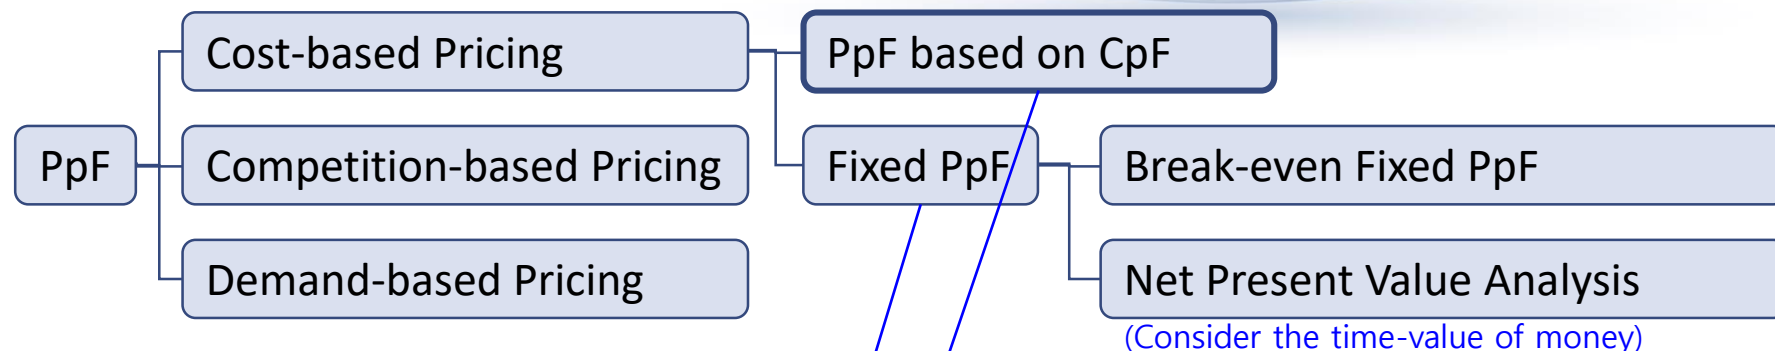 Cost-based Pricing
PpF based on CpF
PpF
Competition-based Pricing
Fixed PpF
Break-even Fixed PpF
Demand-based Pricing
Net Present Value Analysis
(Consider the time-value of money)